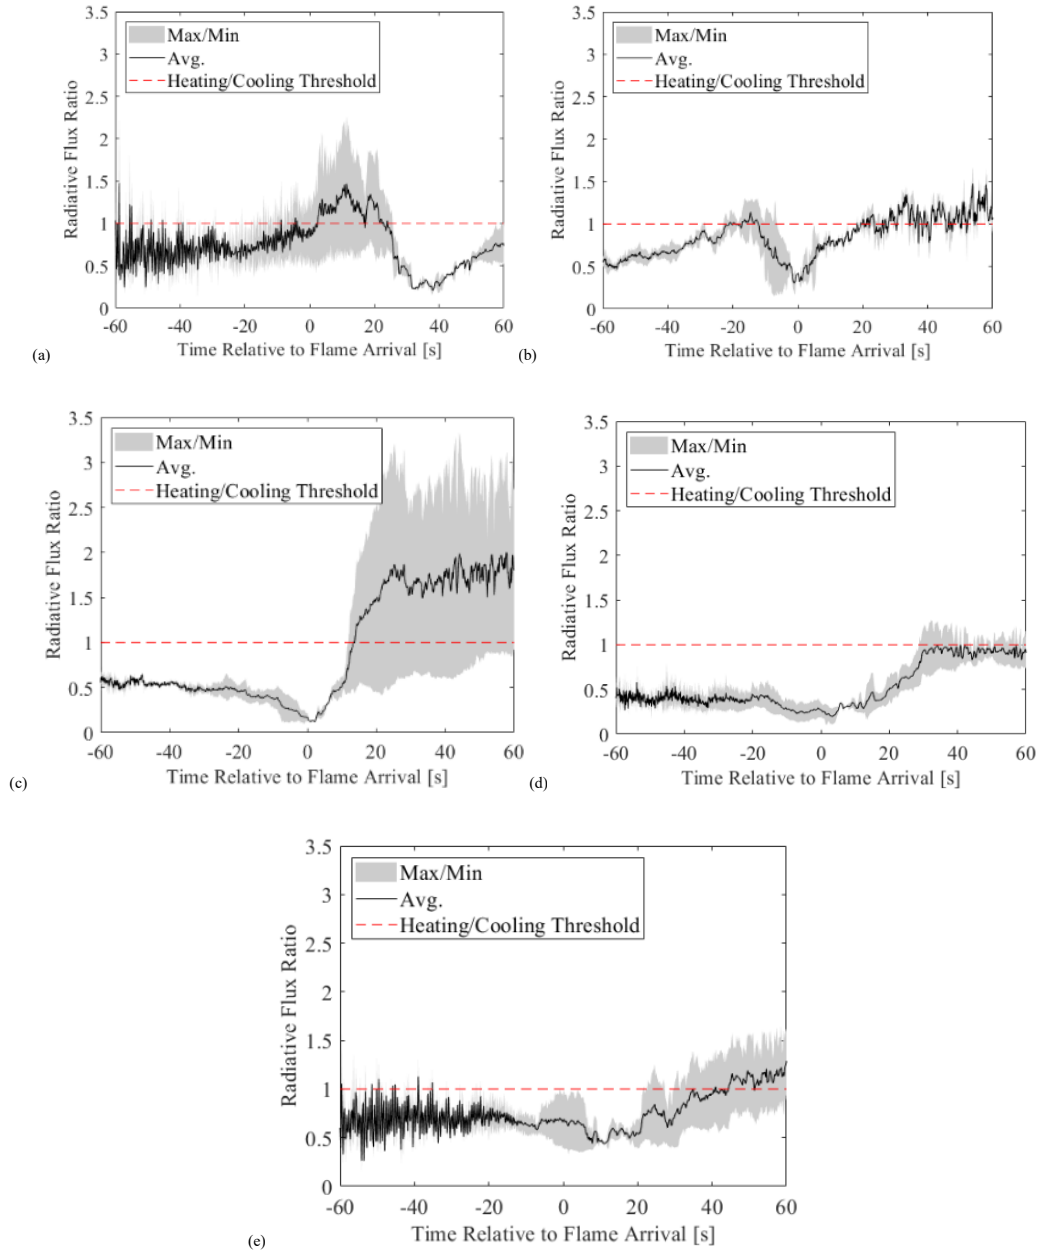 3.5
3
2.5
2
1.5
1
0.5
0
Radiative Flux Ratio
Max/Min
Avg.
Heating/Cooling Threshold
-60 -40 -20 0 20 40 60
Time Relative to Flame Arrival [s]
(a)
3.5
3
2.5
2
1.5
1
0.5
0
Radiative Flux Ratio
Max/Min
Avg.
Heating/Cooling Threshold
-60 -40 -20 0 20 40 60
Time Relative to Flame Arrival [s]
(b)
3.5
3
2.5
2
1.5
1
0.5
0
Radiative Flux Ratio
Max/Min
Avg.
Heating/Cooling Threshold
-60 -40 -20 0 20 40 60
Time Relative to Flame Arrival [s]
(c)
3.5
3
2.5
2
1.5
1
0.5
0
Radiative Flux Ratio
Max/Min
Avg.
Heating/Cooling Threshold
-60 -40 -20 0 20 40 60
Time Relative to Flame Arrival [s]
(d)
3.5
3
2.5
2
1.5
1
0.5
0
Radiative Flux Ratio
Max/Min
Avg.
Heating/Cooling Threshold
-60 -40 -20 0 20 40 60
Time Relative to Flame Arrival [s]
(e)